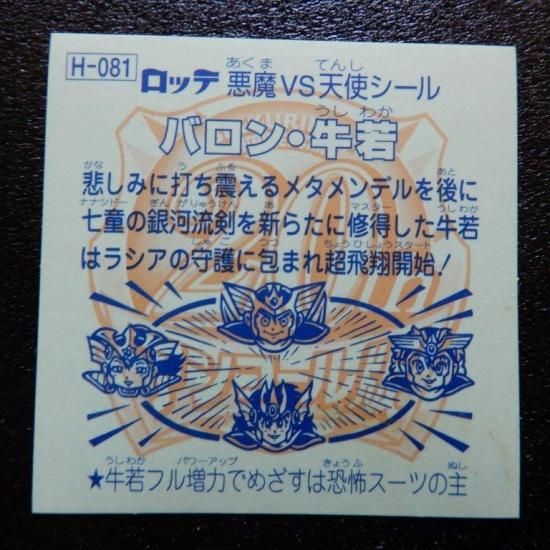 H-081 ロッテ 悪魔VS天使シール
バロン・牛若
悲しみに打ち震えるメタメンデルを後に
七童の銀河流剣を新らたに修得した牛若
はラシアの守護に包まれ超飛翔開始!
★牛若フル増力でめざすは恐怖スーツの主